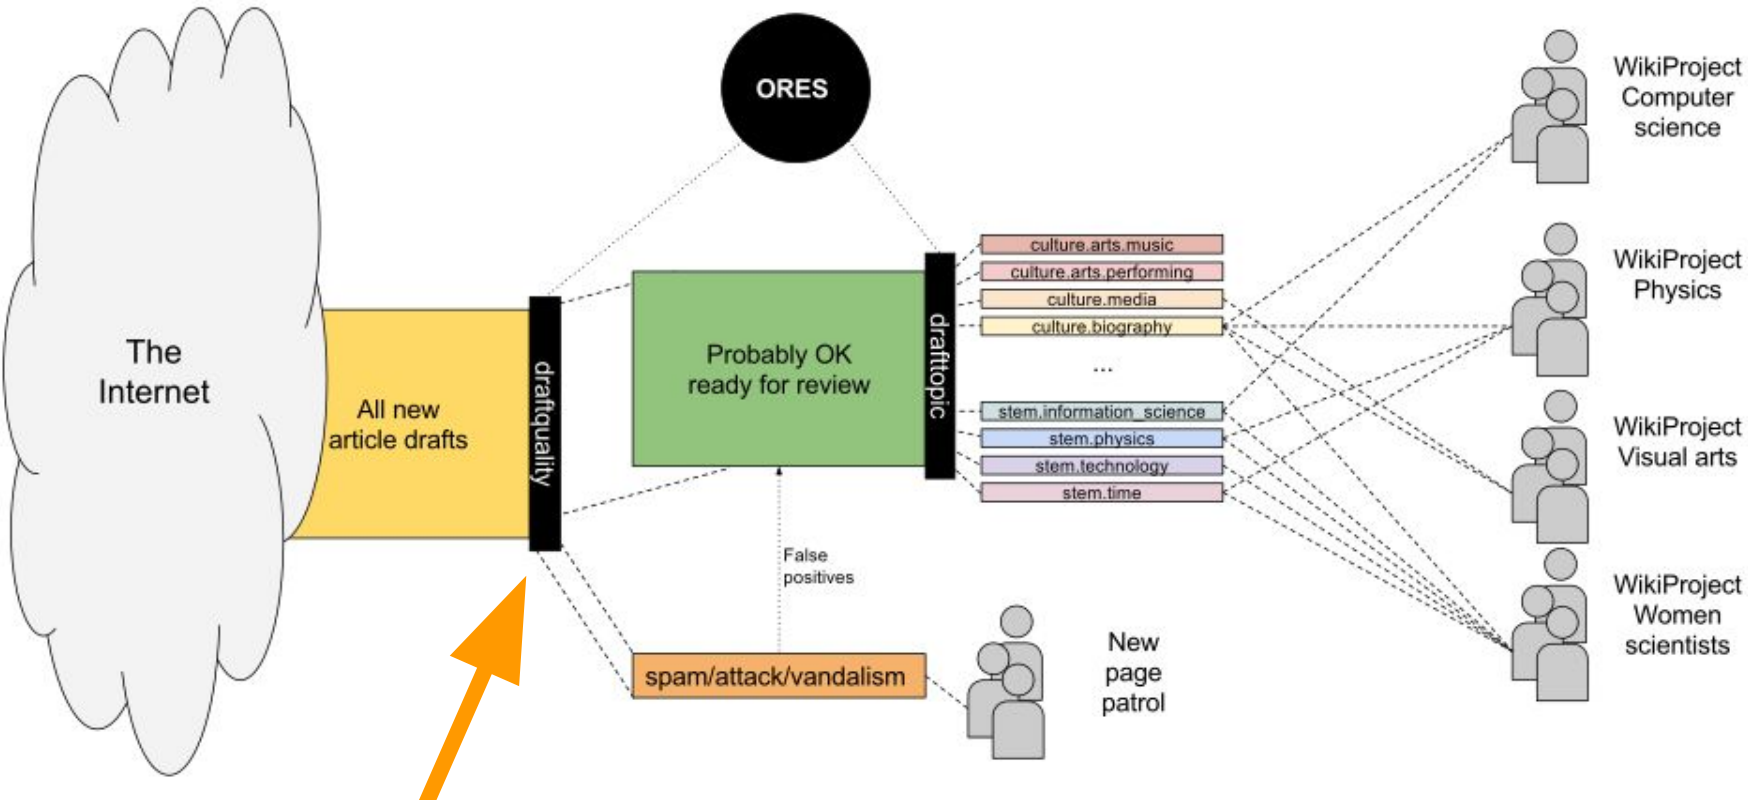 ORES
The
Internet
All new
article drafts
draftquality
Probably OK
ready for review
drafttopic
culture.arts.music
culture.arts.performing
culture.media
culture.biography
...
stem.information_science
stem.physics
stem.technology
stem.time
False
positives
spam/attack/vandalism
New
page
patrol
WikiProject
Computer
science
WikiProject
Physics
WikiProject
Visual arts
WikiProject
Women
scientists